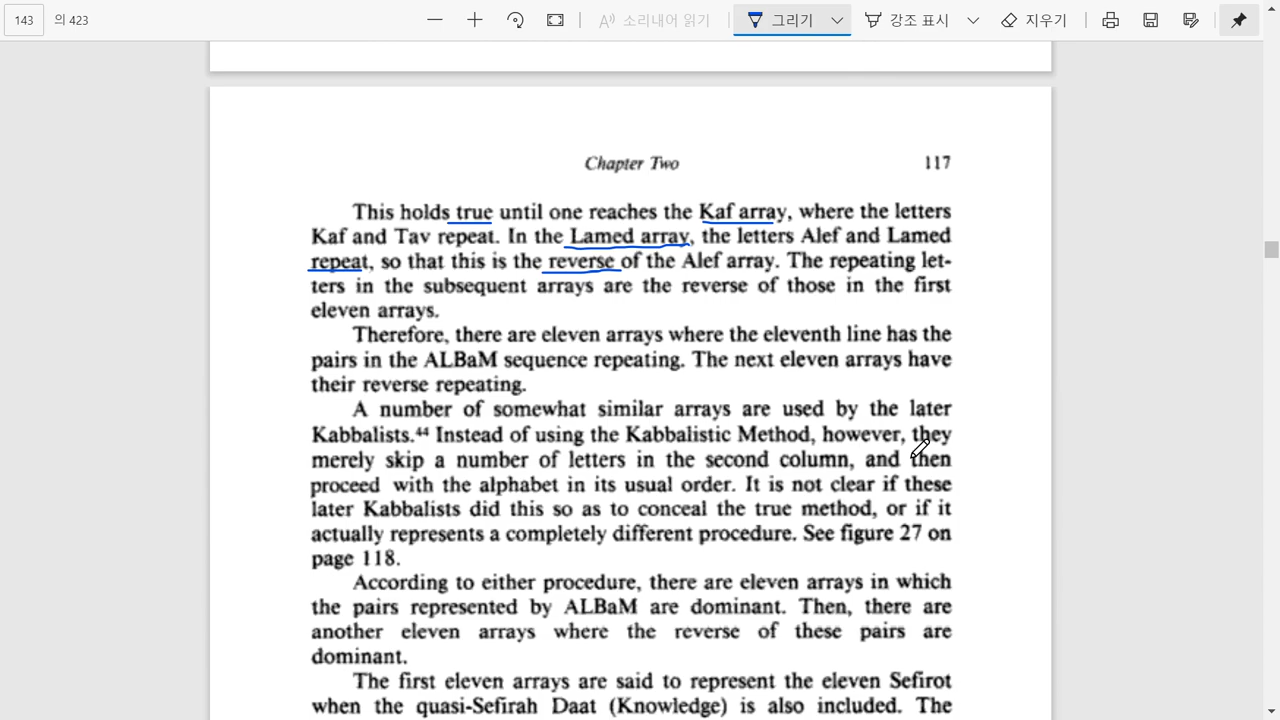 143 의 423 소리내어 읽기 그리기 강조 표시 지우기
Chapter Two 117
This holds true until one reaches the Kaf array, where the letters
Kaf and Tav repeat. In the Lamed array, the letters Alef and Lamed
repeat, so that this is the reverse of the Alef array. The repeating let-
ters in the subsequent arrays are the reverse of those in the first
eleven arrays.
Therefore, there are eleven arrays where the eleventh line has the
pairs in the ALBaM sequence repeating. The next eleven arrays have
their reverse repeating.
A number of somewhat similar arrays are used by the later
Kabbalists.⁴⁴ Instead of using the Kabbalistic Method, however, they
merely skip a number of letters in the second column, and then
proceed with the alphabet in its usual order. It is not clear if these
later Kabbalists did this so as to conceal the true method, or if it
actually represents a completely different procedure. See figure 27 on
page 118.
According to either procedure, there are eleven arrays in which
the pairs represented by ALBaM are dominant. Then, there are
another eleven arrays where the reverse of these pairs are
dominant.
The first eleven arrays are said to represent the eleven Sefirot
when the quasi-Sefirah Daat (Knowledge) is also included. The